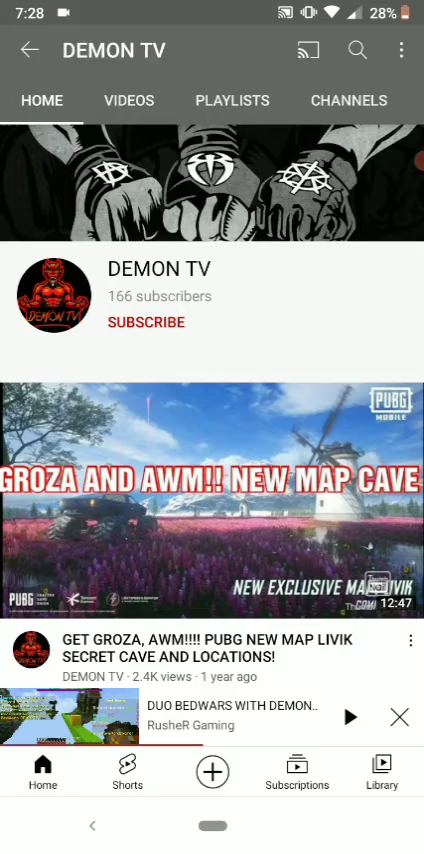 7:28
28%
DEMON TV
HOME
VIDEOS
PLAYLISTS
CHANNELS
DEMON TV
DEMON TV
166 subscribers
SUBSCRIBE
PUBG
MOBILE
GROZA AND AWM!! NEW MAP CAVE
NEW EXCLUSIVE MAP LIVIK
PUBG
12:47
GET GROZA, AWM!!!! PUBG NEW MAP LIVIK
SECRET CAVE AND LOCATIONS!
DEMON TV · 2.4K views · 1 year ago
DUO BEDWARS WITH DEMON..
RusheR Gaming
Home
Shorts
Subscriptions
Library